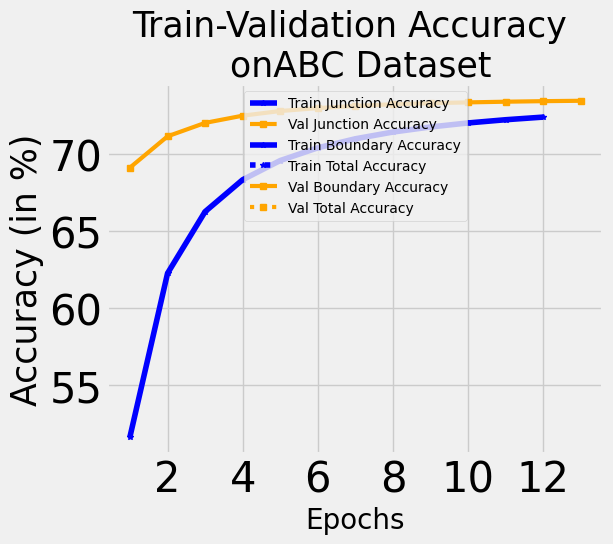 Train-Validation Accuracy
onABC Dataset
Train Junction Accuracy
Val Junction Accuracy
Train Boundary Accuracy
Train Total Accuracy
Val Boundary Accuracy
Val Total Accuracy
Accuracy (in %)
70
65
60
55
2 4 6 8 10 12
Epochs